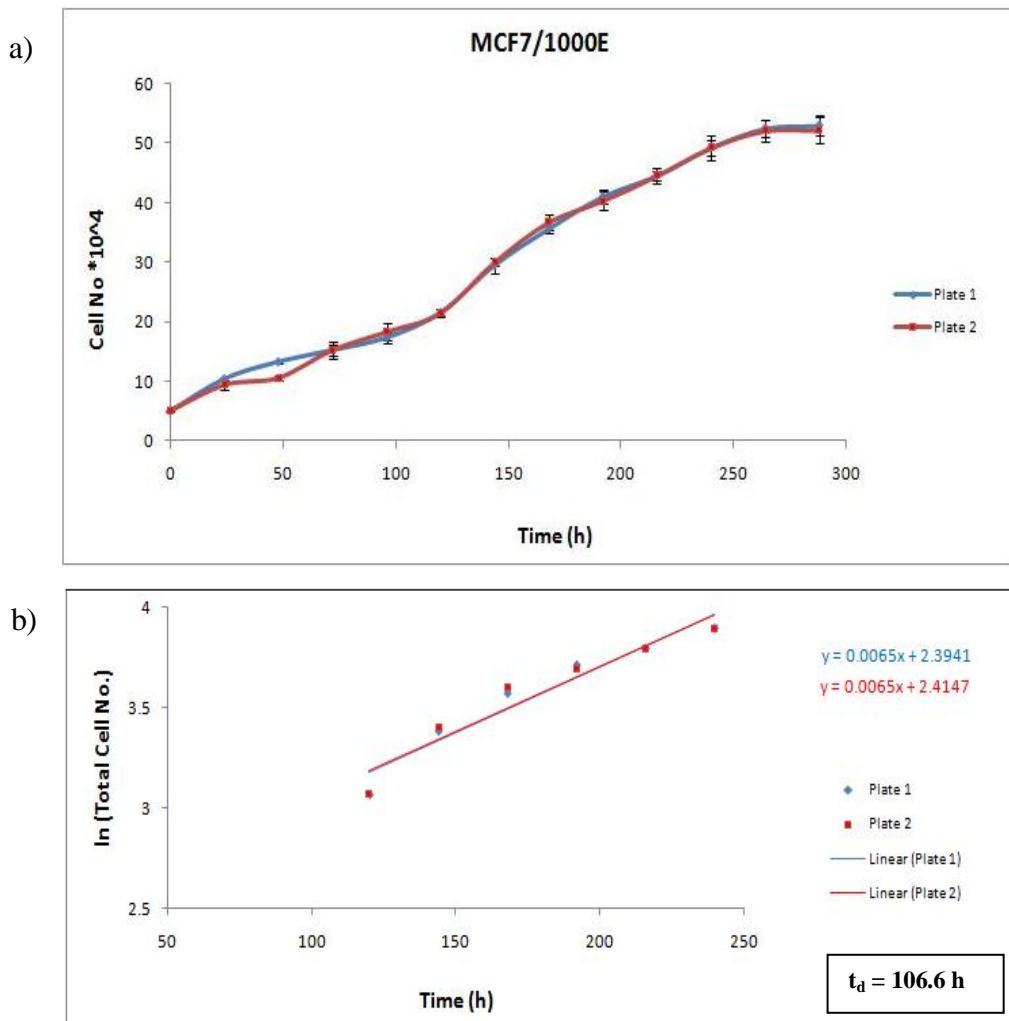 a)
MCF7/1000E
60
50
40
30
20
10
0
Cell No *10^4
0 50 100 150 200 250 300
Time (h)
Plate 1
Plate 2
b)
4
3.5
3
2.5
ln (Total Cell No.)
50 100 150 200 250
Time (h)
y = 0.0065x + 2.3941
y = 0.0065x + 2.4147
Plate 1
Plate 2
Linear (Plate 1)
Linear (Plate 2)
td = 106.6 h